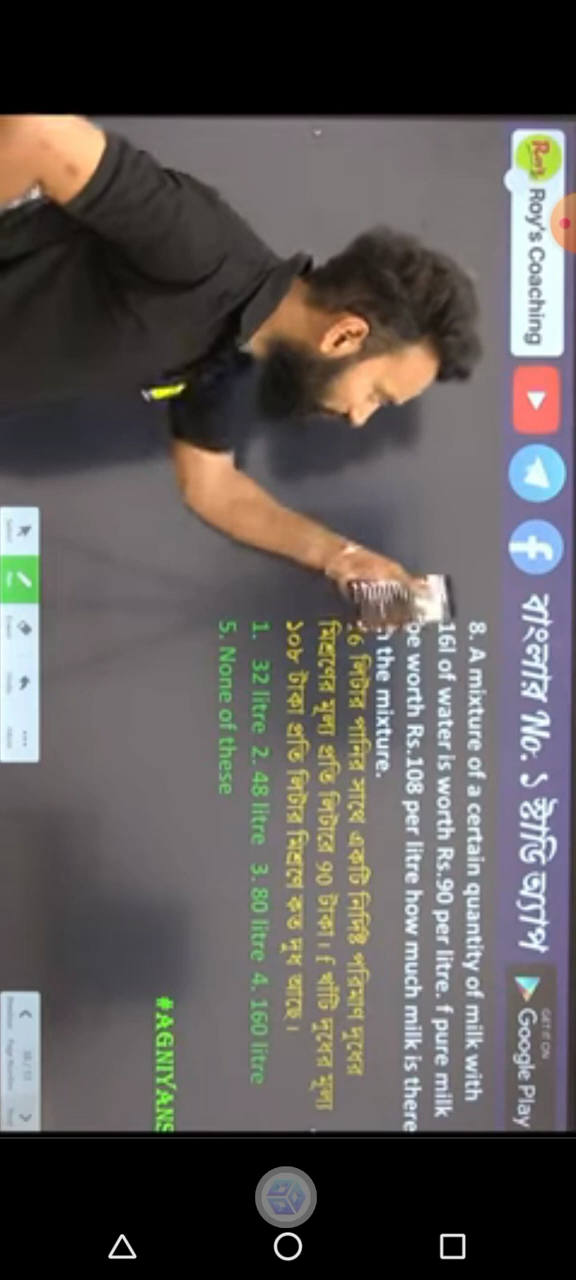 Roy's Roy's Coaching
বাংলার No. ১ স্টাডি অ্যাপ
GET IT ON
Google Play
8. A mixture of a certain quantity of milk with
16l of water is worth Rs.90 per litre. f pure milk
be worth Rs.108 per litre how much milk is there
the mixture.
লিটার পানির সাথে একটি নির্দিষ্ট পরিমাণ দুধের
মিশ্রণের মূল্য প্রতি লিটারে 90 টাকা। f খাঁটি দুধের মূল্য
১০৮ টাকা প্রতি লিটার মিশ্রণে কত দুধ আছে।
1. 32 litre 2. 48 litre 3. 80 litre 4. 160 litre
5. None of these
#AGNIYANS